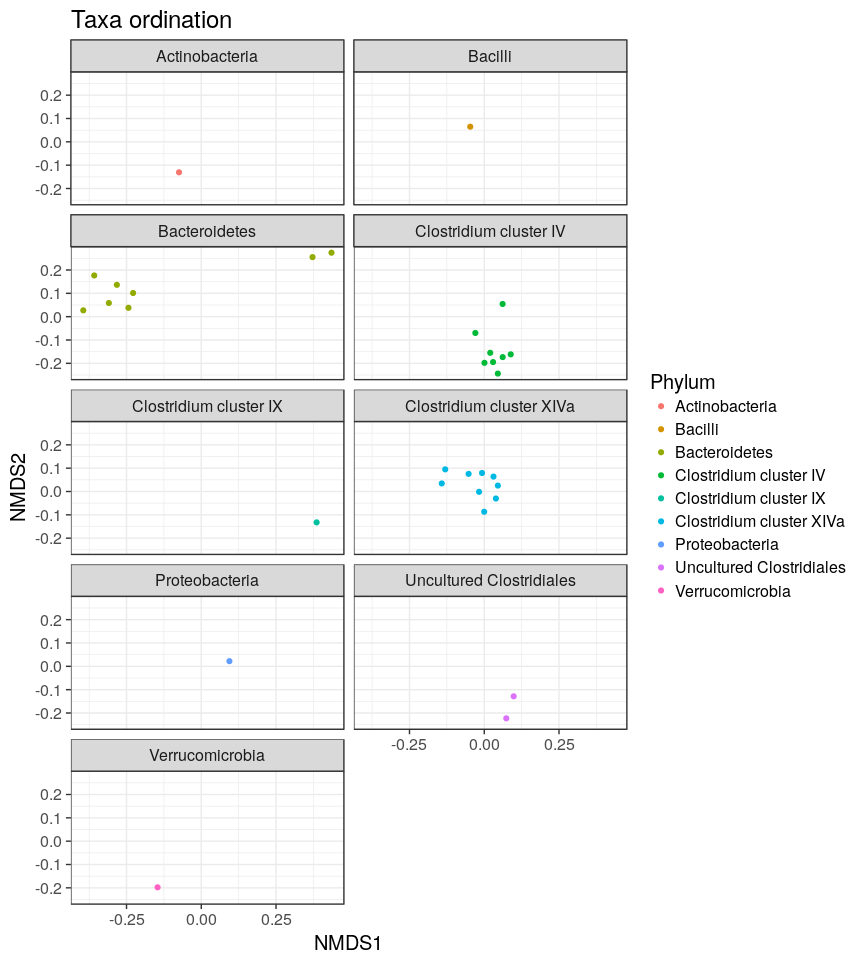 Taxa ordination
Actinobacteria
Bacilli
0.2
0.1
0.0
-0.1
-0.2
Bacteroidetes
Clostridium cluster IV
0.2
0.1
0.0
-0.1
-0.2
Clostridium cluster IX
Clostridium cluster XIVa
0.2
0.1
0.0
-0.1
-0.2
Proteobacteria
Uncultured Clostridiales
0.2
0.1
0.0
-0.1
-0.2
-0.25 0.00 0.25
Verrucomicrobia
0.2
0.1
0.0
-0.1
-0.2
-0.25 0.00 0.25
NMDS1
NMDS2
Phylum
Actinobacteria
Bacilli
Bacteroidetes
Clostridium cluster IV
Clostridium cluster IX
Clostridium cluster XIVa
Proteobacteria
Uncultured Clostridiales
Verrucomicrobia